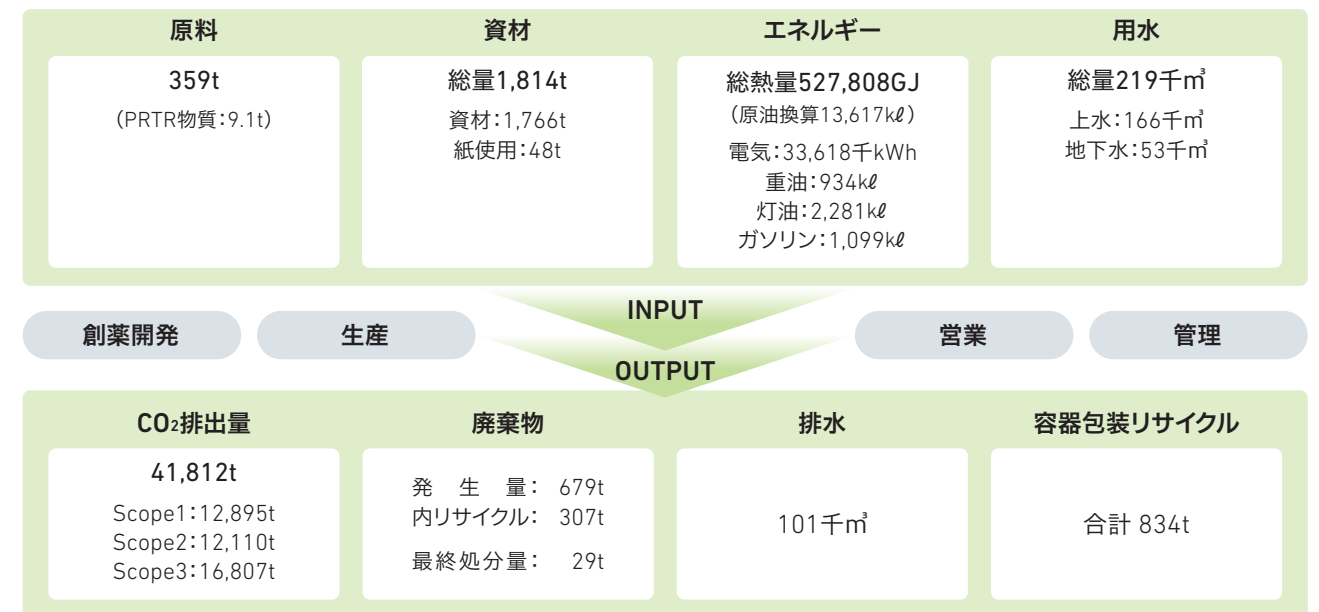 原料
359t
(PRTR物質:9.1t)
資材
総量1,814t
資材:1,766t
紙使用:48t
エネルギー
総熱量527,808GJ
(原油換算13,617kℓ)
電気:33,618千kWh
重油:934kℓ
灯油:2,281kℓ
ガソリン:1,099kℓ
用水
総量219千㎥
上水:166千㎥
地下水:53千㎥
INPUT
創薬開発
生産
営業
管理
OUTPUT
CO₂排出量
41,812t
Scope1:12,895t
Scope2:12,110t
Scope3:16,807t
廃棄物
発生量: 679t
内リサイクル: 307t
最終処分量: 29t
排水
101千㎥
容器包装リサイクル
合計 834t